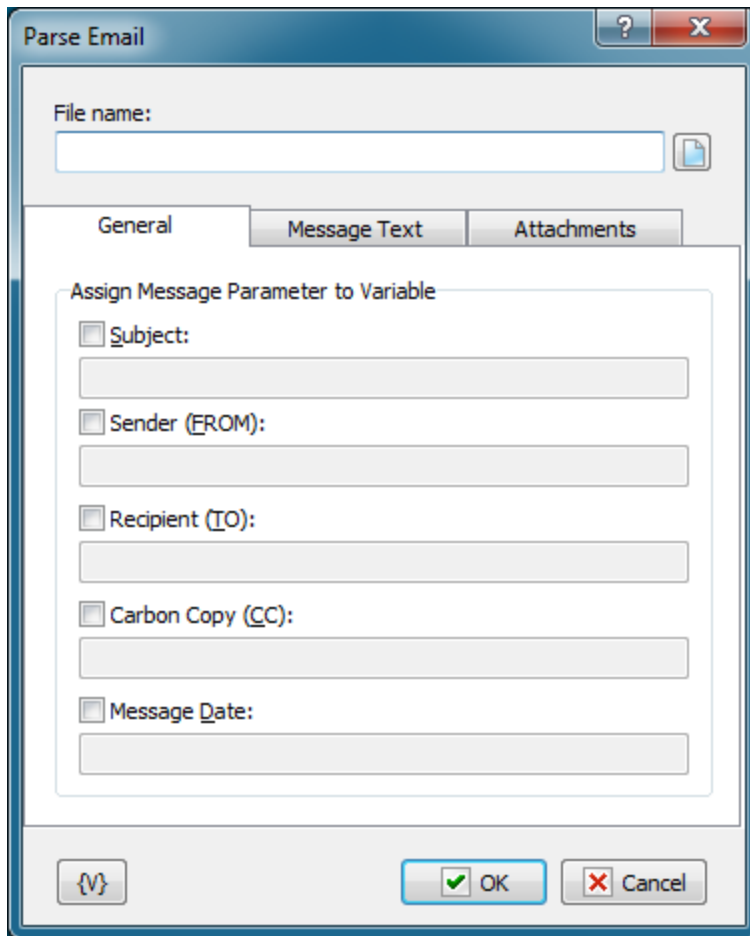 Parse Email
?
File name:
General Message Text Attachments
Assign Message Parameter to Variable
Subject:
Sender (FROM):
Recipient (TO):
Carbon Copy (CC):
Message Date:
{V} OK Cancel